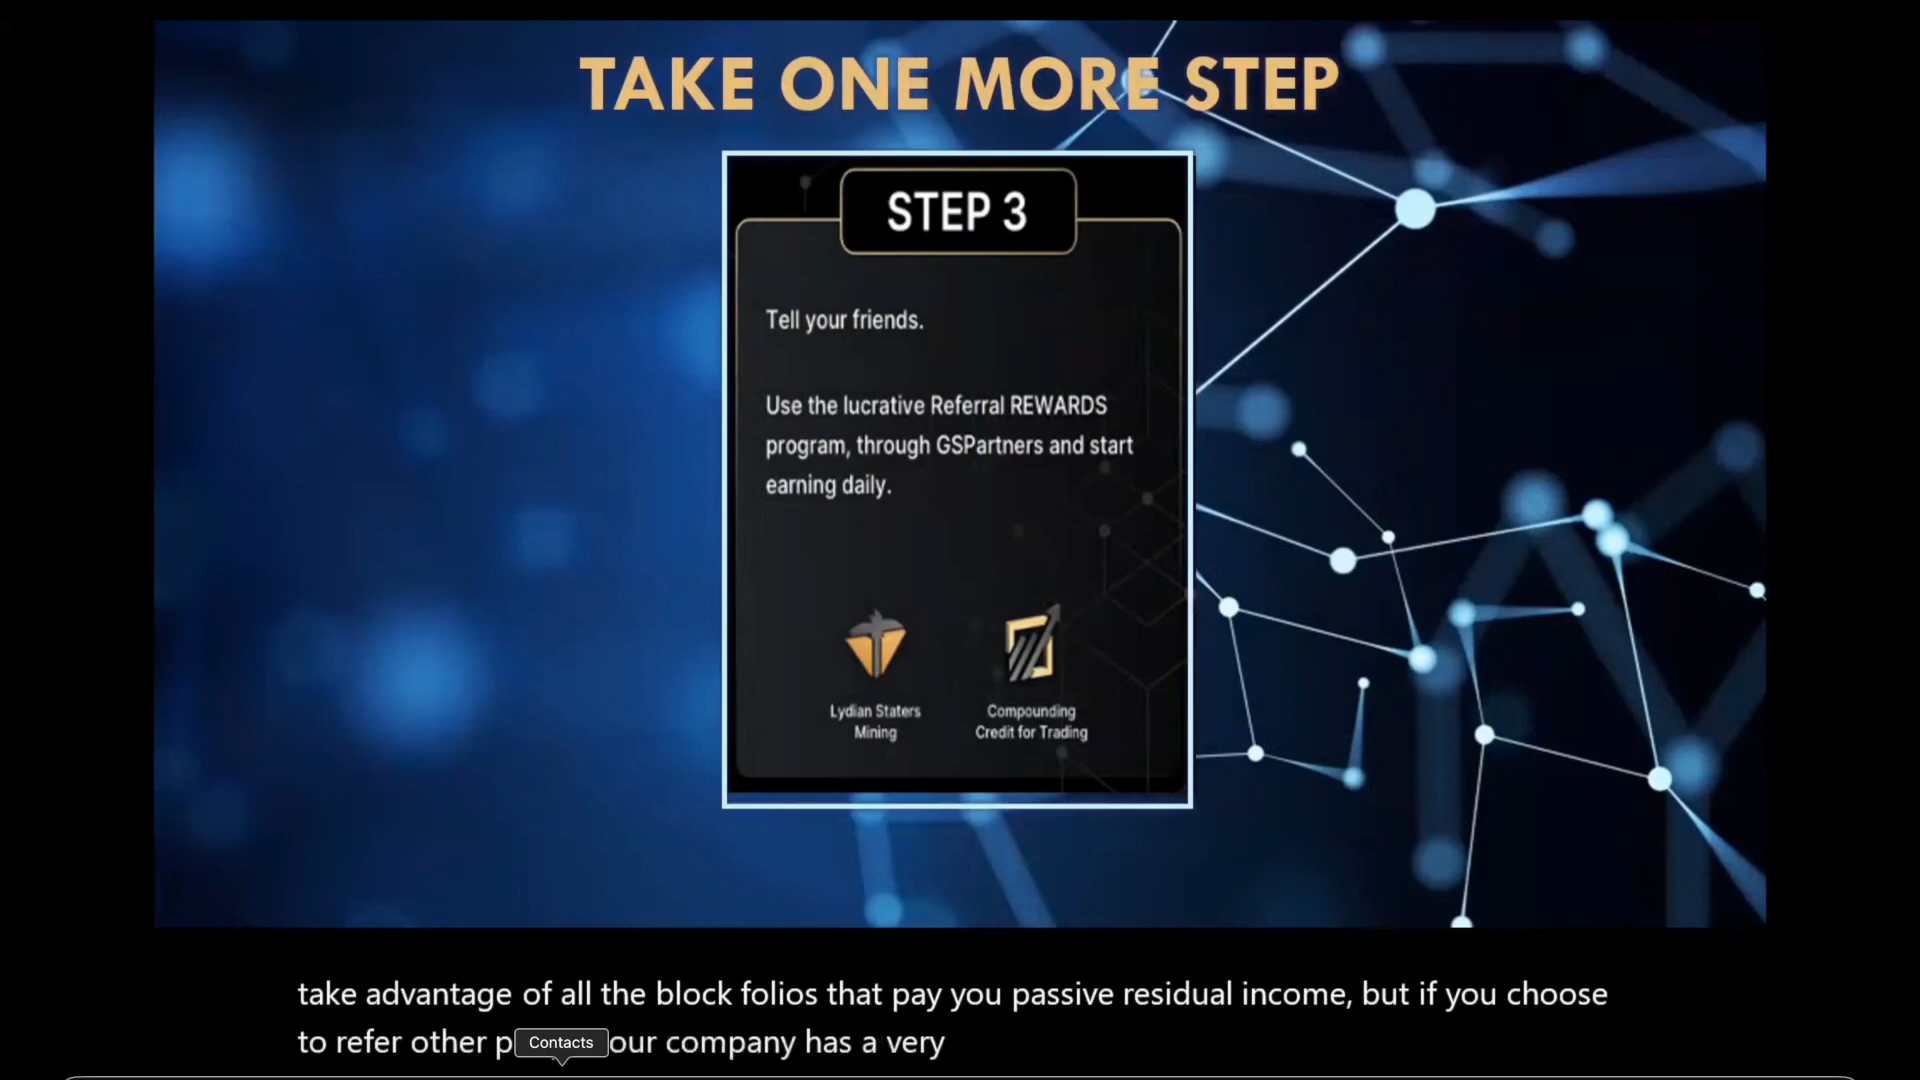 TAKE ONE MORE STEP
STEP 3
Tell your friends.
Use the lucrative Referral REWARDS
program, through GSPartners and start
earning daily.
Lydian Staters
Mining
Compounding
Credit for Trading
take advantage of all the block folios that pay you passive residual income, but if you choose
to refer other p
Contacts
our company has a very